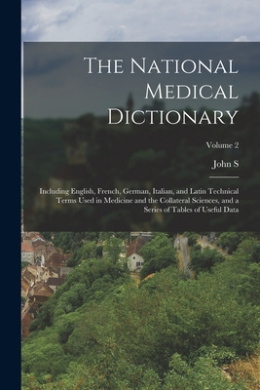 THE NATIONAL
MEDICAL
DICTIONARY
Volume 2
John S
Including English, French, German, Italian, and Latin Technical
Terms Used in Medicine and the Collateral Sciences, and a
Series of Tables of Useful Data